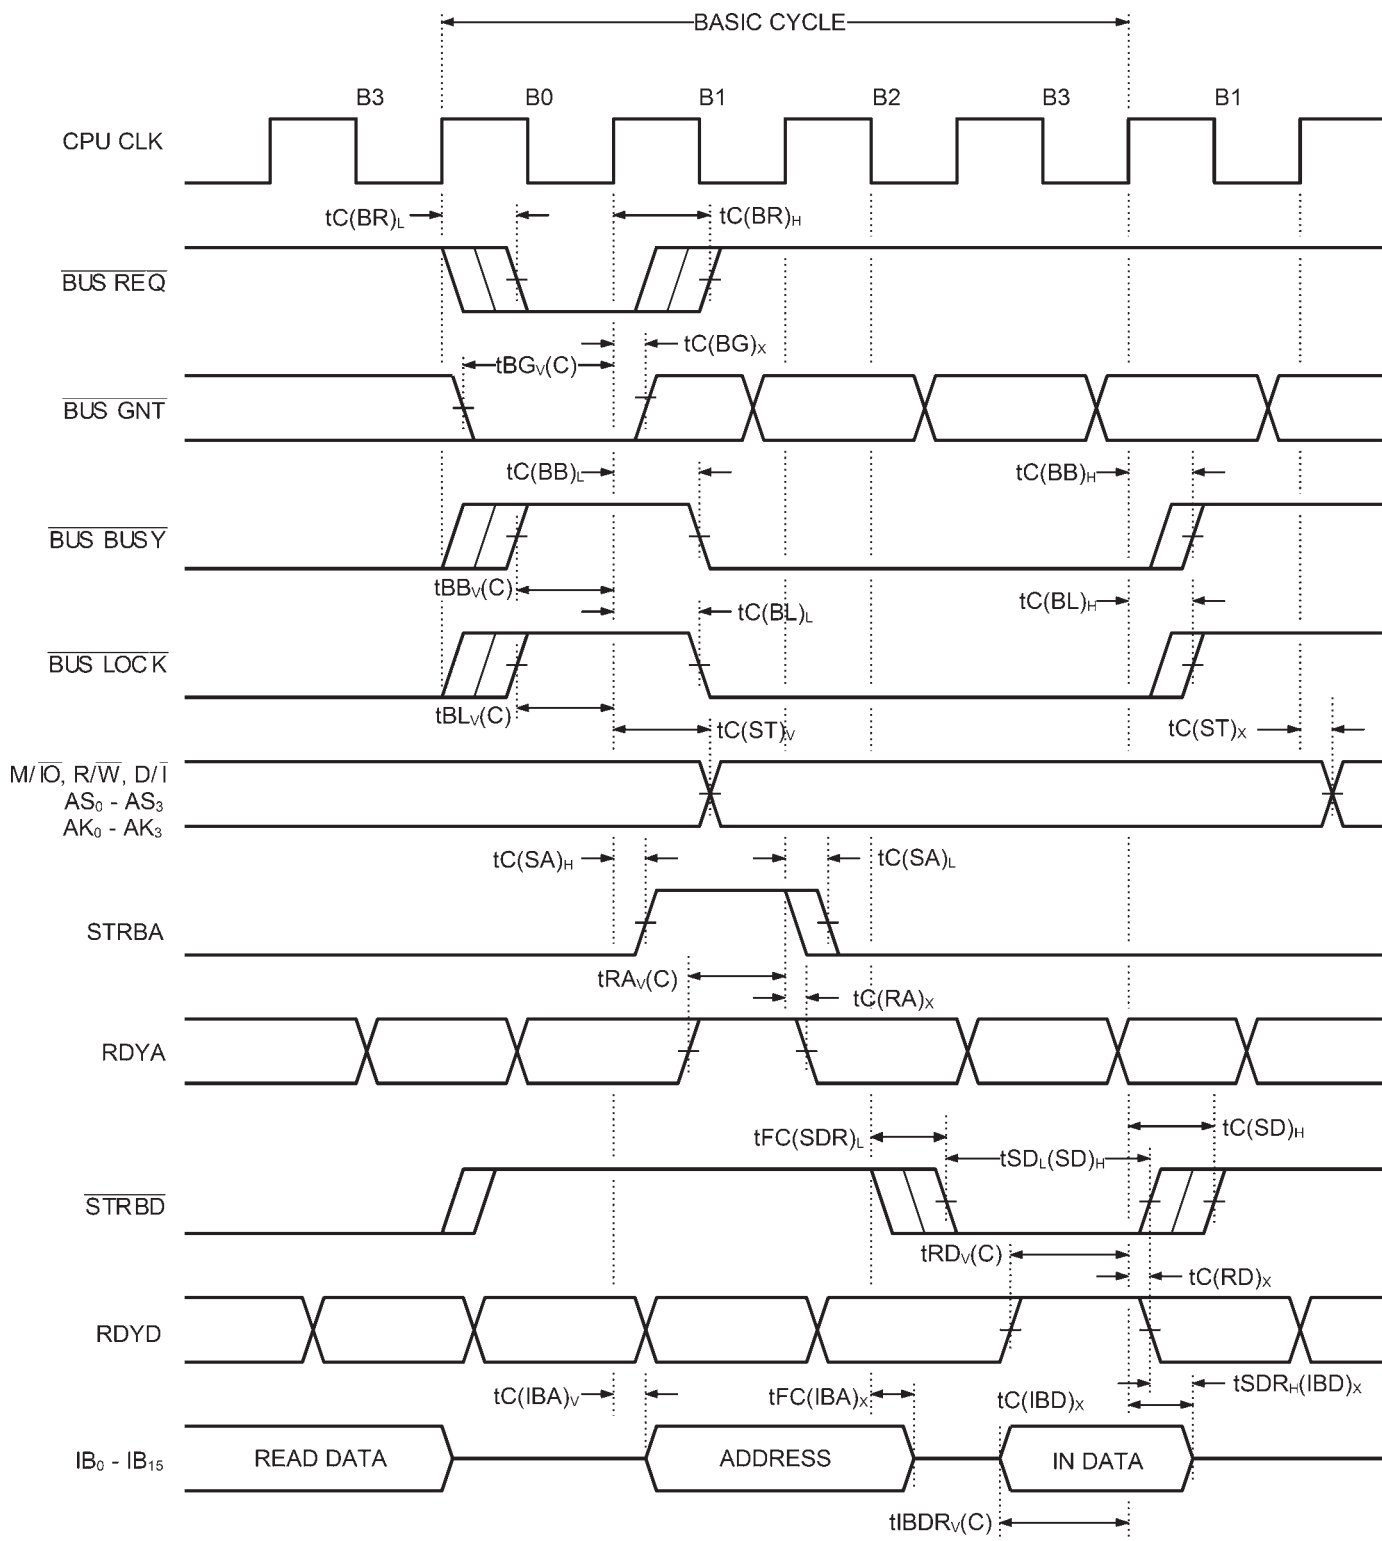 BASIC CYCLE
B3 B0 B1 B2 B3 B1
CPU CLK
tC(BR)L tC(BR)H
BUS REQ
tC(BG)X
tBGV(C)
BUS GNT
tC(BB)L tC(BB)H
BUS BUSY
tBBV(C)
tC(BL)H
tC(BL)L
BUS LOCK
tBLV(C)
tC(ST)V tC(ST)X
M/IO, R/W, D/I
AS0 - AS3
AK0 - AK3
tC(SA)H tC(SA)L
STRBA
tRAV(C)
tC(RA)X
RDYA
tFC(SDR)L tC(SD)H
tSDL(SD)H
STRBD
tRDV(C)
tC(RD)X
RDYD
tSDRH(IBD)X
tC(IBA)V tFC(IBA)X tC(IBD)X
IB0 - IB15 READ DATA ADDRESS IN DATA
tIBDRV(C)